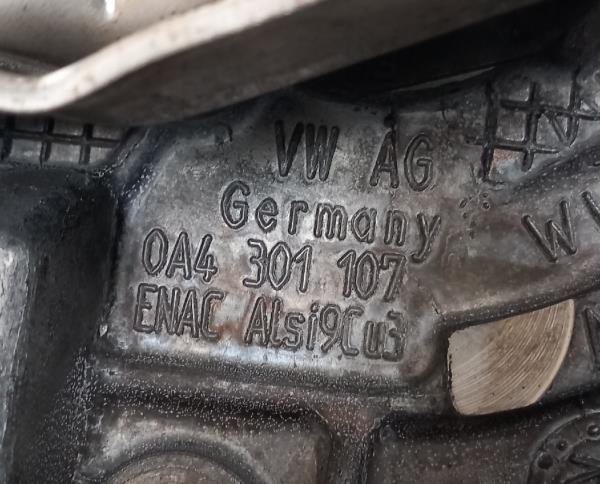 VW AG
Germany
0A4 301 107
ENAC ALsi9Cu3